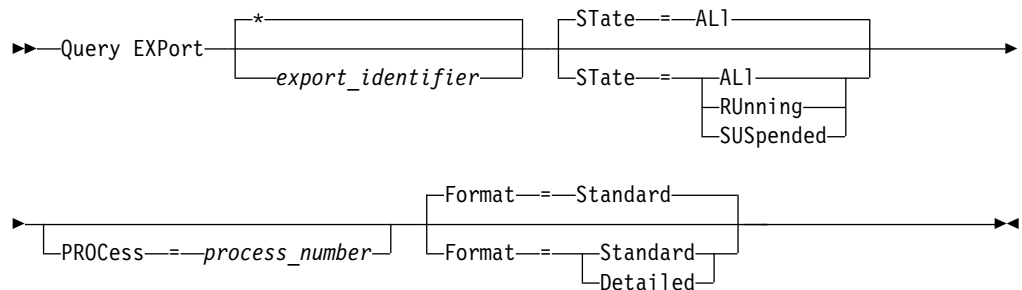 * STate = ALl
Query EXPort
export_identifier STate = ALl
RUnning
SUSpended
Format = Standard
PROCess = process_number Format = Standard
Detailed